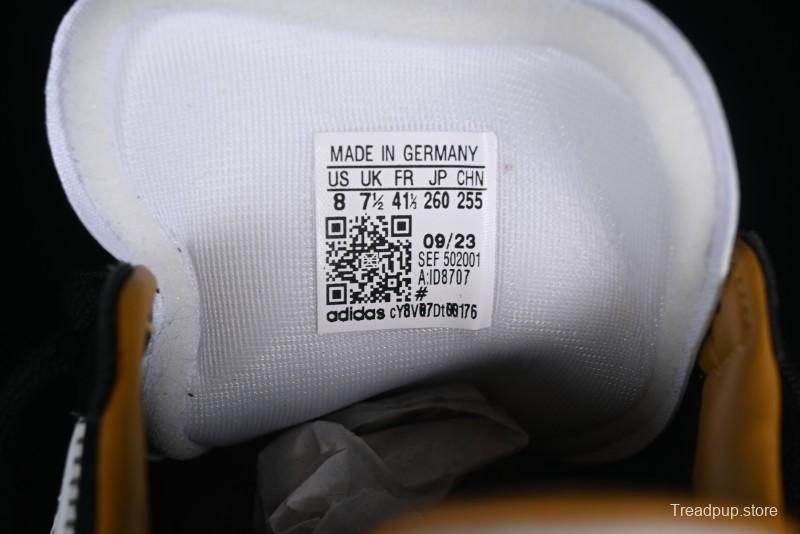 MADE IN GERMANY
US UK FR JP CHN
8 7½ 41⅓ 260 255
09/23
SEF 502001
A:ID8707
#
adidas
Treadpup.store